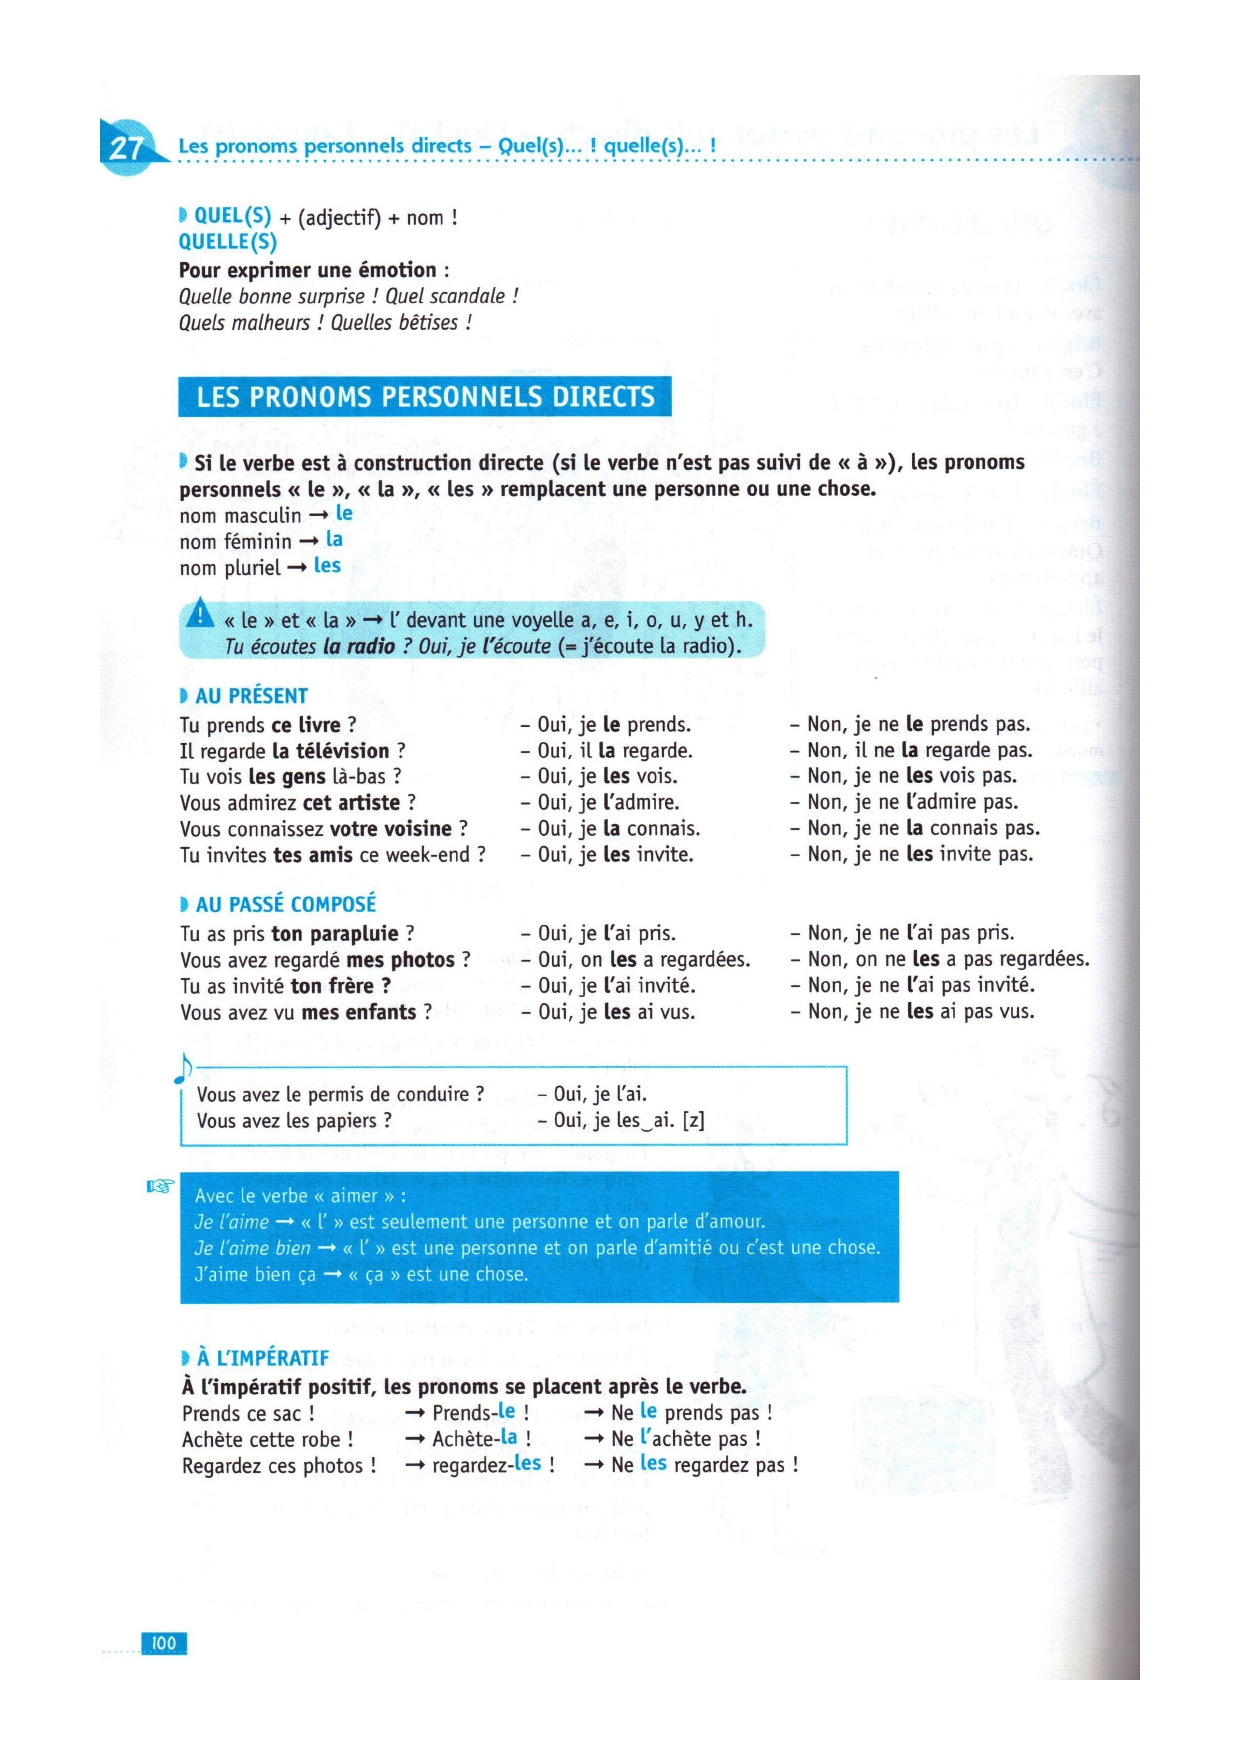 27 Les pronoms personnels directs – Quel(s)... ! quelle(s)... !
QUEL(S) + (adjectif) + nom !
QUELLE(S)
Pour exprimer une émotion :
Quelle bonne surprise ! Quel scandale !
Quels malheurs ! Quelles bêtises !
LES PRONOMS PERSONNELS DIRECTS
Si le verbe est à construction directe (si le verbe n'est pas suivi de « à »), les pronoms
personnels « le », « la », « les » remplacent une personne ou une chose.
nom masculin → le
nom féminin → la
nom pluriel → les
! « le » et « la » → l' devant une voyelle a, e, i, o, u, y et h.
Tu écoutes la radio ? Oui, je l'écoute (= j'écoute la radio).
AU PRÉSENT
Tu prends ce livre ? – Oui, je le prends. – Non, je ne le prends pas.
Il regarde la télévision ? – Oui, il la regarde. – Non, il ne la regarde pas.
Tu vois les gens là-bas ? – Oui, je les vois. – Non, je ne les vois pas.
Vous admirez cet artiste ? – Oui, je l'admire. – Non, je ne l'admire pas.
Vous connaissez votre voisine ? – Oui, je la connais. – Non, je ne la connais pas.
Tu invites tes amis ce week-end ? – Oui, je les invite. – Non, je ne les invite pas.
AU PASSÉ COMPOSÉ
Tu as pris ton parapluie ? – Oui, je l'ai pris. – Non, je ne l'ai pas pris.
Vous avez regardé mes photos ? – Oui, on les a regardées. – Non, on ne les a pas regardées.
Tu as invité ton frère ? – Oui, je l'ai invité. – Non, je ne l'ai pas invité.
Vous avez vu mes enfants ? – Oui, je les ai vus. – Non, je ne les ai pas vus.
Vous avez le permis de conduire ? – Oui, je l'ai.
Vous avez les papiers ? – Oui, je les‿ai. [z]
Avec le verbe « aimer » :
Je l'aime → « l' » est seulement une personne et on parle d'amour.
Je l'aime bien → « l' » est une personne et on parle d'amitié ou c'est une chose.
J'aime bien ça → « ça » est une chose.
À L'IMPÉRATIF
À l'impératif positif, les pronoms se placent après le verbe.
Prends ce sac ! → Prends-le ! → Ne le prends pas !
Achète cette robe ! → Achète-la ! → Ne l'achète pas !
Regardez ces photos ! → regardez-les ! → Ne les regardez pas !
100